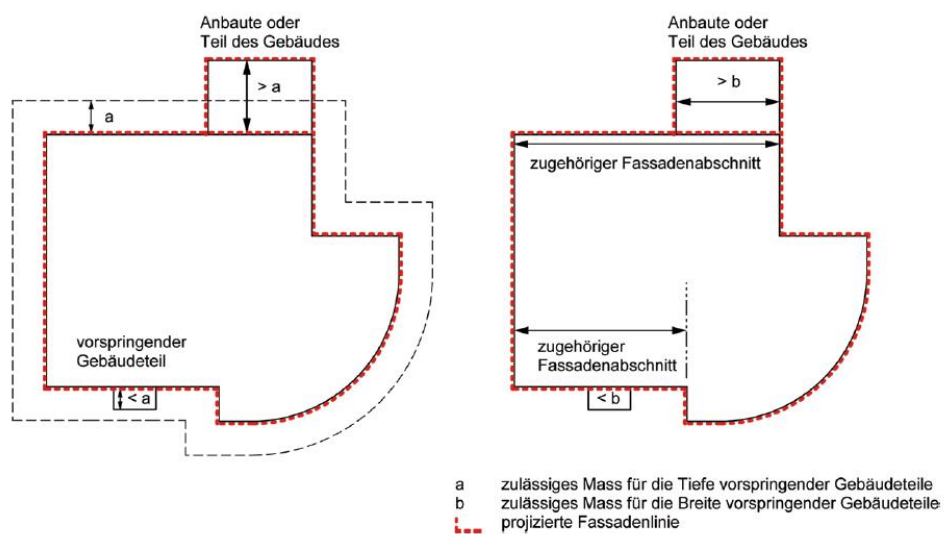 Anbaute oder
Teil des Gebäudes
> a
a
vorspringender
Gebäudeteil
< a
Anbaute oder
Teil des Gebäudes
> b
zugehöriger Fassadenabschnitt
zugehöriger
Fassadenabschnitt
< b
a zulässiges Mass für die Tiefe vorspringender Gebäudeteile
b zulässiges Mass für die Breite vorspringender Gebäudeteile
projizierte Fassadenlinie